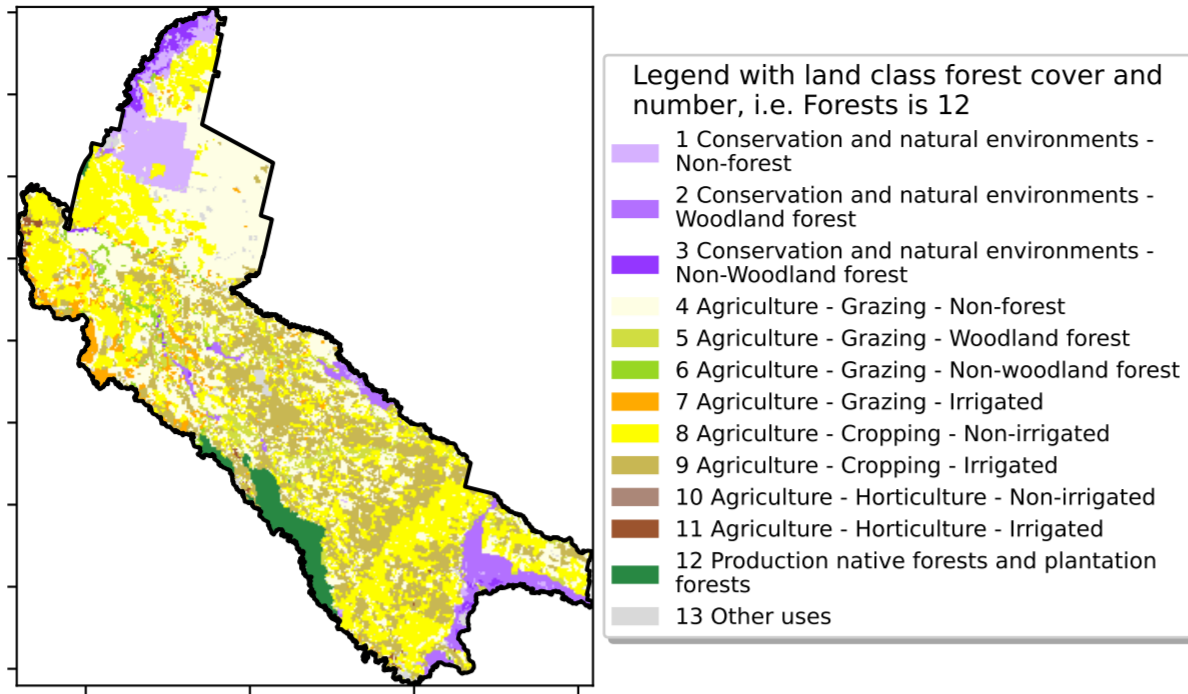 Legend with land class forest cover and
number, i.e. Forests is 12
1 Conservation and natural environments -
Non-forest
2 Conservation and natural environments -
Woodland forest
3 Conservation and natural environments -
Non-Woodland forest
4 Agriculture - Grazing - Non-forest
5 Agriculture - Grazing - Woodland forest
6 Agriculture - Grazing - Non-woodland forest
7 Agriculture - Grazing - Irrigated
8 Agriculture - Cropping - Non-irrigated
9 Agriculture - Cropping - Irrigated
10 Agriculture - Horticulture - Non-irrigated
11 Agriculture - Horticulture - Irrigated
12 Production native forests and plantation
forests
13 Other uses